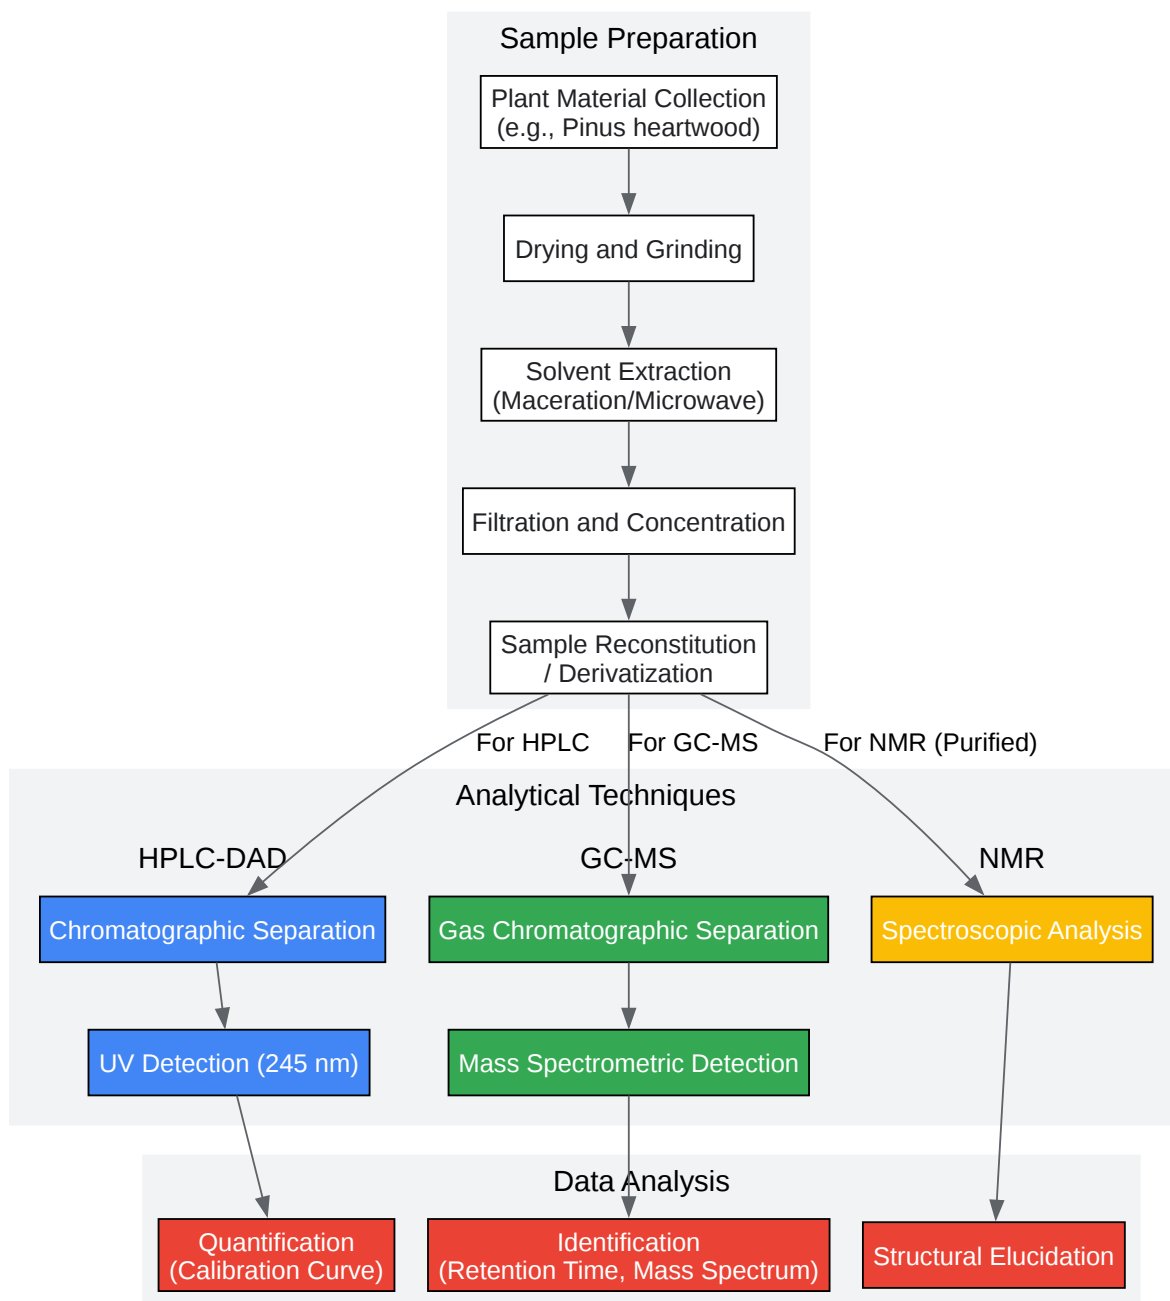 Sample Preparation
Plant Material Collection
(e.g., Pinus heartwood)
Drying and Grinding
Solvent Extraction
(Maceration/Microwave)
Filtration and Concentration
Sample Reconstitution
/ Derivatization
For HPLC
For GC-MS
For NMR (Purified)
Analytical Techniques
HPLC-DAD
GC-MS
NMR
Chromatographic Separation
Gas Chromatographic Separation
Spectroscopic Analysis
UV Detection (245 nm)
Mass Spectrometric Detection
Data Analysis
Quantification
(Calibration Curve)
Identification
(Retention Time, Mass Spectrum)
Structural Elucidation